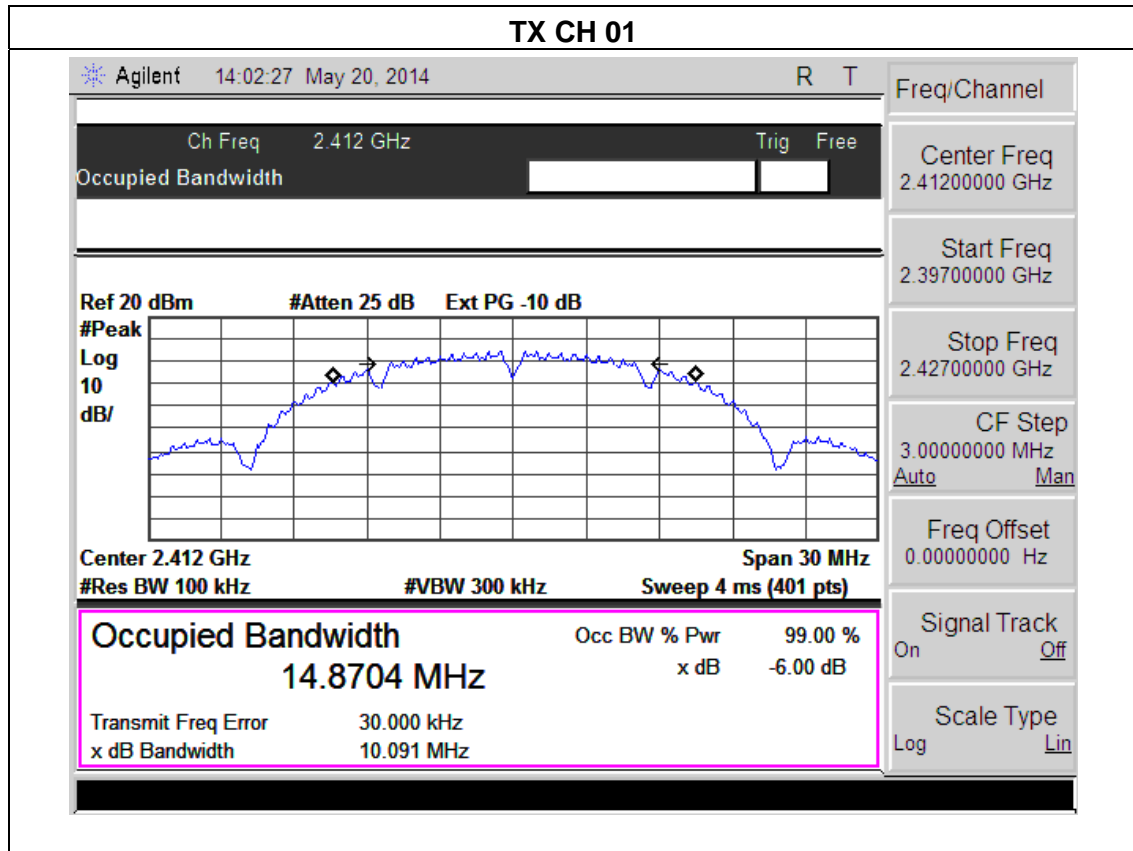 TX CH 01
Agilent 14:02:27 May 20, 2014 R T
Ch Freq 2.412 GHz Trig Free
Occupied Bandwidth
Ref 20 dBm #Atten 25 dB Ext PG -10 dB
#Peak
Log
10
dB/
Center 2.412 GHz Span 30 MHz
#Res BW 100 kHz #VBW 300 kHz Sweep 4 ms (401 pts)
Occupied Bandwidth Occ BW % Pwr 99.00 %
14.8704 MHz x dB -6.00 dB
Transmit Freq Error 30.000 kHz
x dB Bandwidth 10.091 MHz
Freq/Channel
Center Freq
2.41200000 GHz
Start Freq
2.39700000 GHz
Stop Freq
2.42700000 GHz
CF Step
3.00000000 MHz
Auto Man
Freq Offset
0.00000000 Hz
Signal Track
On Off
Scale Type
Log Lin